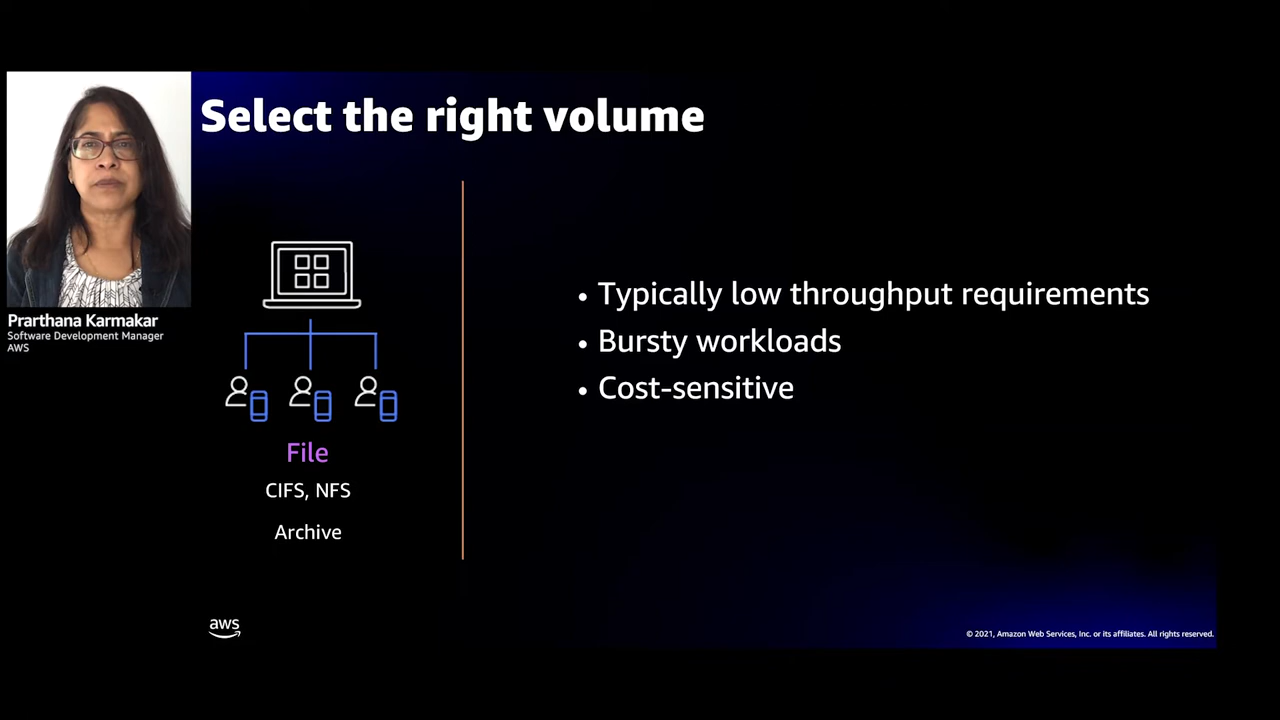 Select the right volume
Prarthana Karmakar
Software Development Manager
AWS
• Typically low throughput requirements
• Bursty workloads
• Cost-sensitive
File
CIFS, NFS
Archive
aws
© 2021, Amazon Web Services, Inc. or its affiliates. All rights reserved.